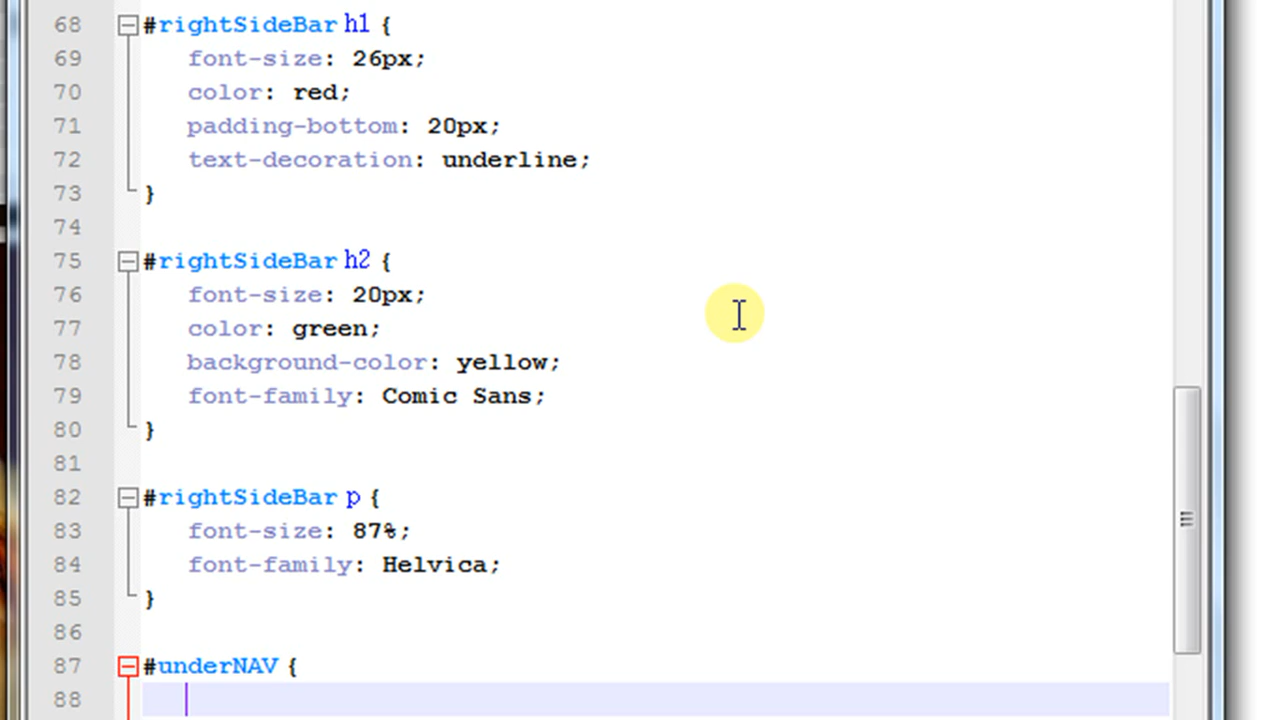 68 #rightSideBar h1 {
69 font-size: 26px;
70 color: red;
71 padding-bottom: 20px;
72 text-decoration: underline;
73 }
74
75 #rightSideBar h2 {
76 font-size: 20px;
77 color: green;
78 background-color: yellow;
79 font-family: Comic Sans;
80 }
81
82 #rightSideBar p {
83 font-size: 87%;
84 font-family: Helvica;
85 }
86
87 #underNAV {
88